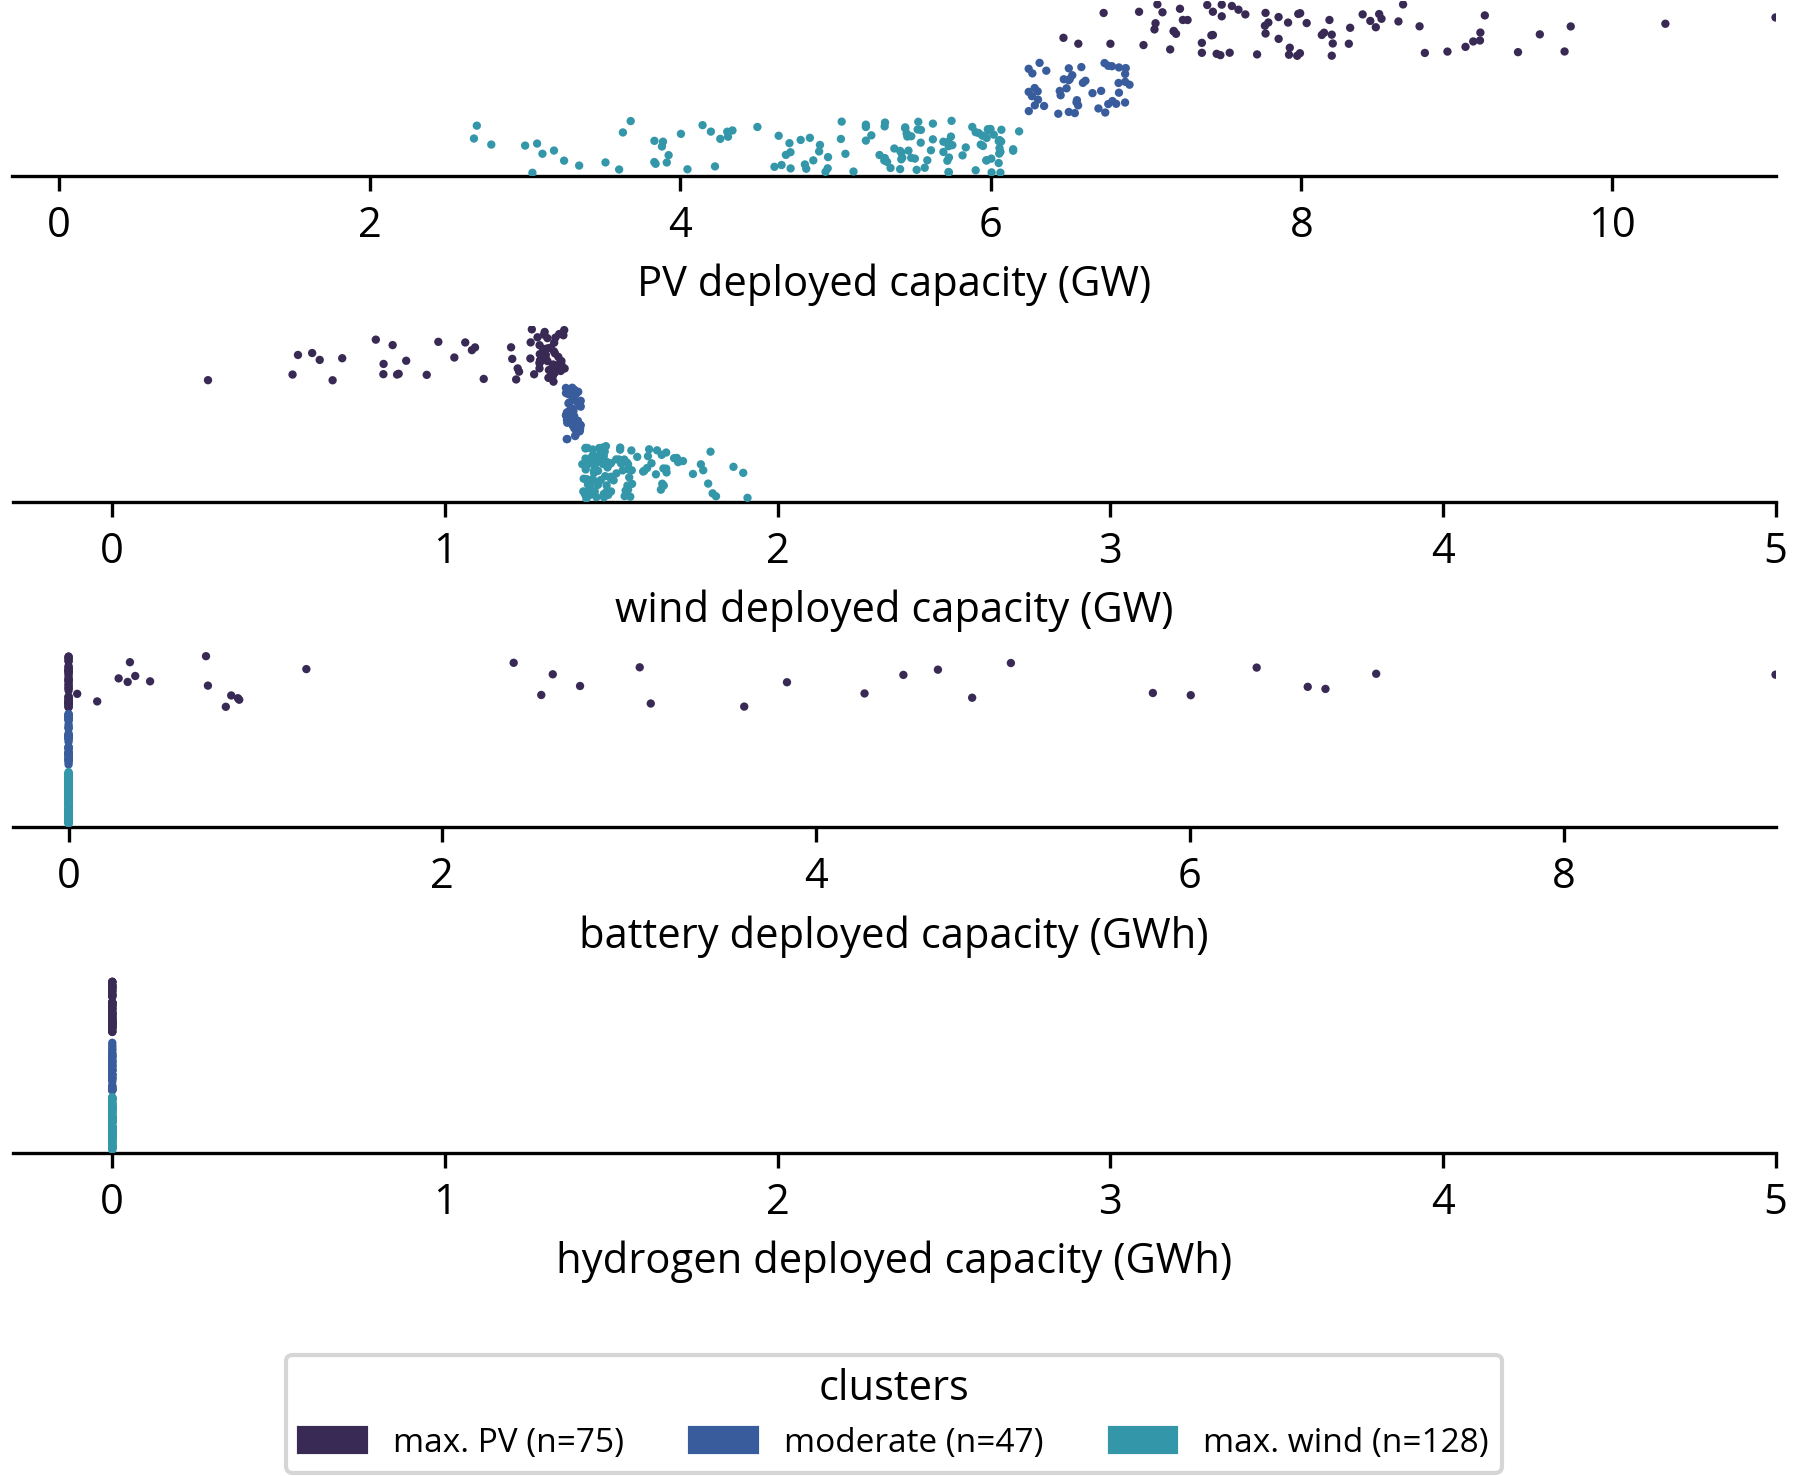 0 2 4 6 8 10
PV deployed capacity (GW)
0 1 2 3 4 5
wind deployed capacity (GW)
0 2 4 6 8
battery deployed capacity (GWh)
0 1 2 3 4 5
hydrogen deployed capacity (GWh)
clusters
max. PV (n=75) moderate (n=47) max. wind (n=128)